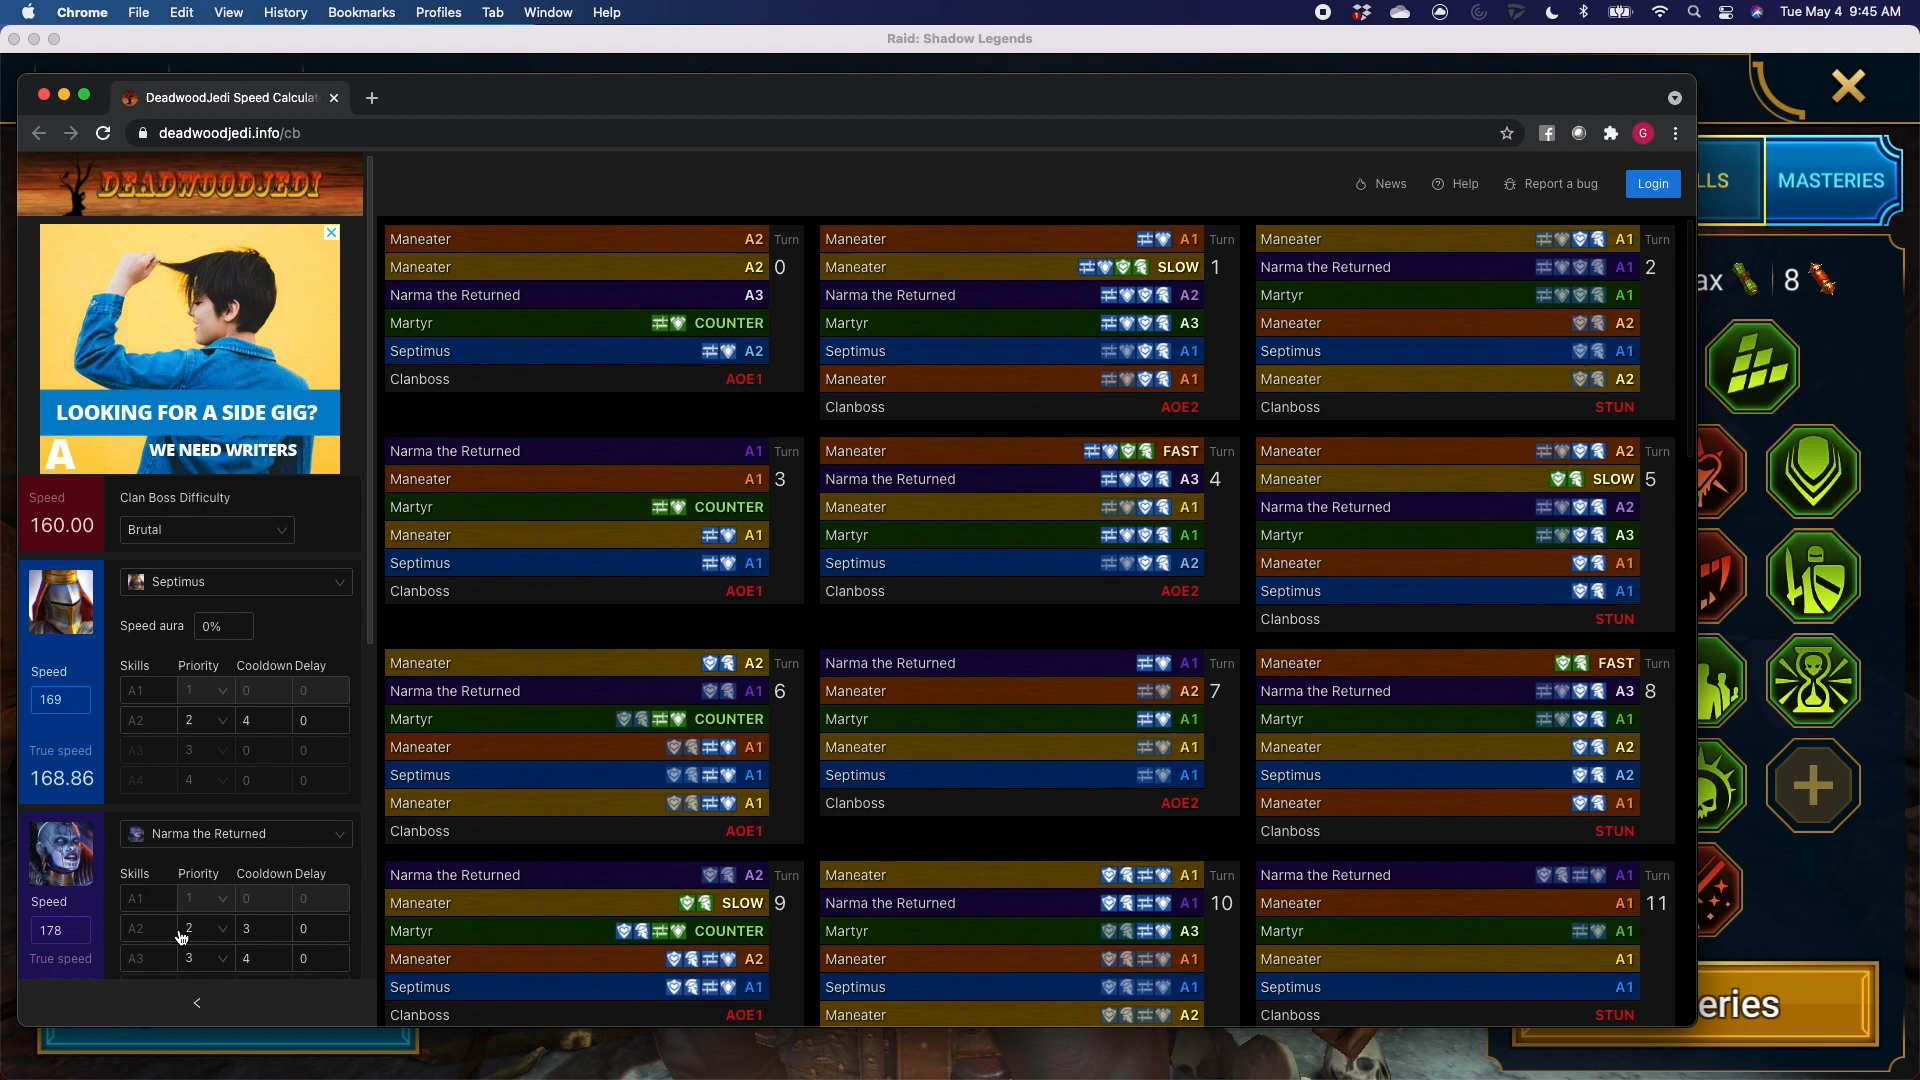 Chrome File Edit View History Bookmarks Profiles Tab Window Help
Tue May 4 9:45 AM
Raid: Shadow Legends
DeadwoodJedi Speed Calculat
deadwoodjedi.info/cb
G
DEADWOODJEDI
News Help Report a bug Login
LOOKING FOR A SIDE GIG?
A WE NEED WRITERS
Speed
160.00
Clan Boss Difficulty
Brutal
Septimus
Speed aura 0%
Skills Priority Cooldown Delay
A1 1 0 0
A2 2 4 0
A3 3 0 0
A4 4 0 0
Speed
169
True speed
168.86
Narma the Returned
Skills Priority Cooldown Delay
A1 1 0 0
A2 2 3 0
A3 3 4 0
Speed
178
True speed
<
Turn 0
Maneater A2
Maneater A2
Narma the Returned A3
Martyr COUNTER
Septimus A2
Clanboss AOE1
Turn 1
Maneater A1
Maneater SLOW
Narma the Returned A2
Martyr A3
Septimus A1
Maneater A1
Clanboss AOE2
Turn 2
Maneater A1
Narma the Returned A1
Martyr A1
Maneater A2
Septimus A1
Maneater A2
Clanboss STUN
Turn 3
Narma the Returned A1
Maneater A1
Martyr COUNTER
Maneater A1
Septimus A1
Clanboss AOE1
Turn 4
Maneater FAST
Narma the Returned A3
Maneater A1
Martyr A1
Septimus A2
Clanboss AOE2
Turn 5
Maneater A2
Maneater SLOW
Narma the Returned A2
Martyr A3
Maneater A1
Septimus A1
Clanboss STUN
Turn 6
Maneater A2
Narma the Returned A1
Martyr COUNTER
Maneater A1
Septimus A1
Maneater A1
Clanboss AOE1
Turn 7
Narma the Returned A1
Maneater A2
Martyr A1
Maneater A1
Septimus A1
Clanboss AOE2
Turn 8
Maneater FAST
Narma the Returned A3
Martyr A1
Maneater A2
Septimus A2
Maneater A1
Clanboss STUN
Turn 9
Narma the Returned A2
Maneater SLOW
Martyr COUNTER
Maneater A2
Septimus A1
Clanboss AOE1
Turn 10
Maneater A1
Narma the Returned A1
Martyr A3
Maneater A1
Septimus A1
Maneater A2
Turn 11
Narma the Returned A1
Maneater A1
Martyr A1
Maneater A1
Septimus A1
Clanboss STUN
LLS MASTERIES
ax 8
eries